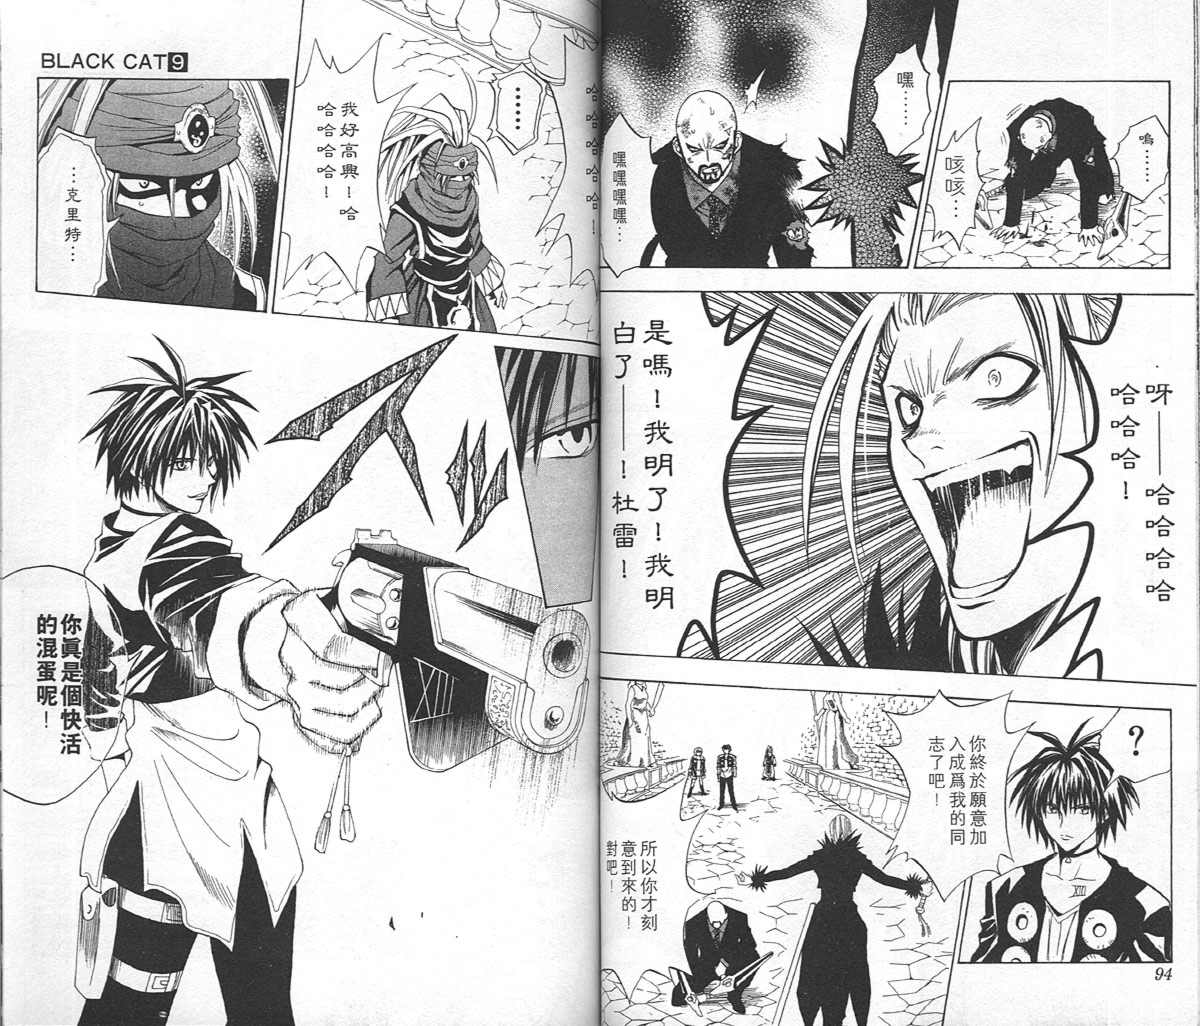 嗚……
咳咳…
嘿……
嘿嘿嘿嘿…
呀——哈哈哈哈
哈哈哈！
是嗎！我明了！我明
白了——！杜雷！
？
XIII
你終於願意加
入成爲我的同
志了吧！
所以你才刻
意到來的！
對吧！
94
BLACK CAT 9
……
哈哈哈哈哈哈
我好高興！哈
哈哈哈哈！
…克里特…
XIII
你眞是個快活
的混蛋呢！